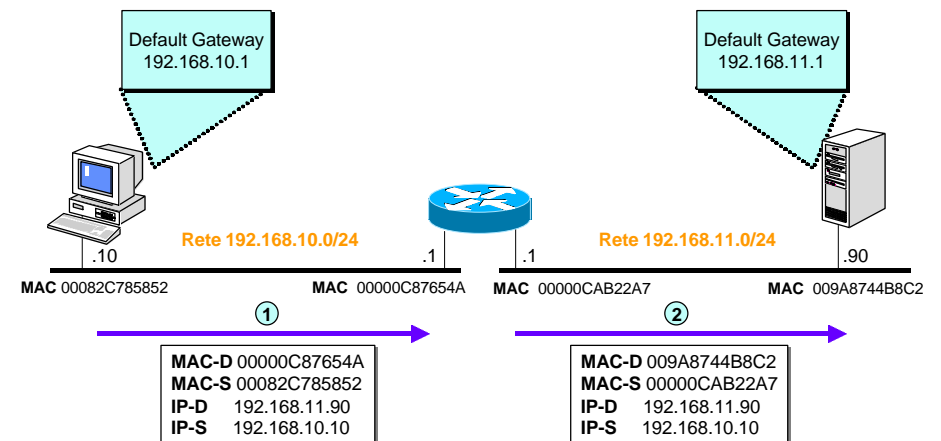 Default Gateway
192.168.10.1
Default Gateway
192.168.11.1
Rete 192.168.10.0/24
Rete 192.168.11.0/24
.10
.1
.1
.90
MAC 00082C785852
MAC 00000C87654A
MAC 00000CAB22A7
MAC 009A8744B8C2
1
2
MAC-D 00000C87654A
MAC-S 00082C785852
IP-D 192.168.11.90
IP-S 192.168.10.10
MAC-D 009A8744B8C2
MAC-S 00000CAB22A7
IP-D 192.168.11.90
IP-S 192.168.10.10